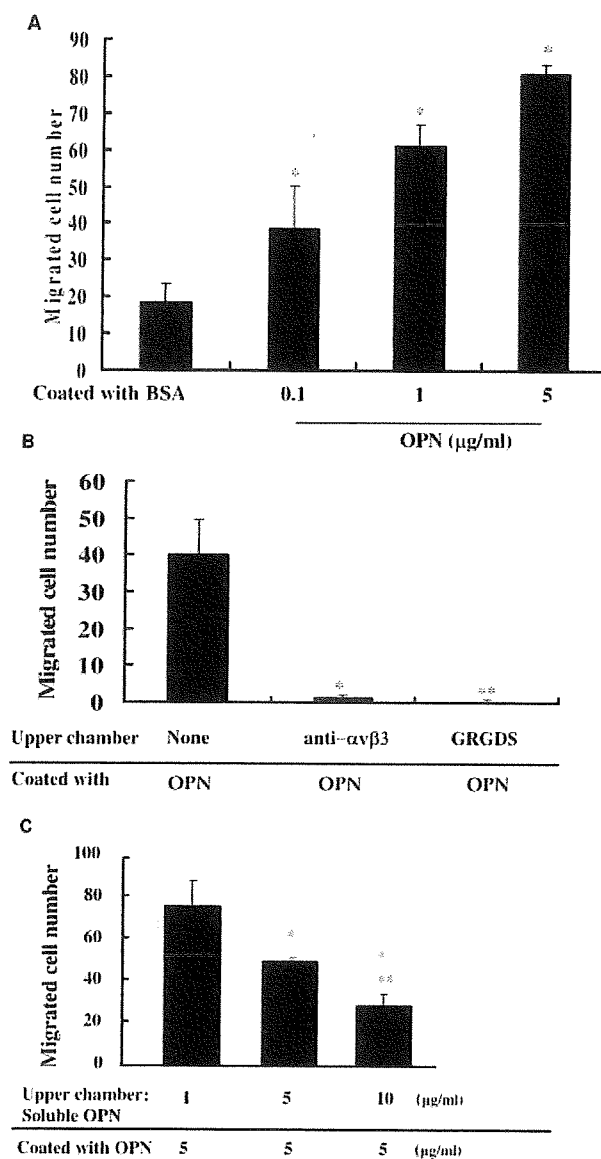 A
90
80
70
60
50
40
30
20
10
0
Migrated cell number
*
*
*
Coated with BSA 0.1 1 5
OPN (µg/ml)
B
60
50
40
30
20
10
0
Migrated cell number
*
**
Upper chamber None anti-αvβ3 GRGDS
Coated with OPN OPN OPN
C
100
80
60
40
20
0
Migrated cell number
*
*
**
Upper chamber: 1 5 10 (µg/ml)
Soluble OPN
Coated with OPN 5 5 5 (µg/ml)